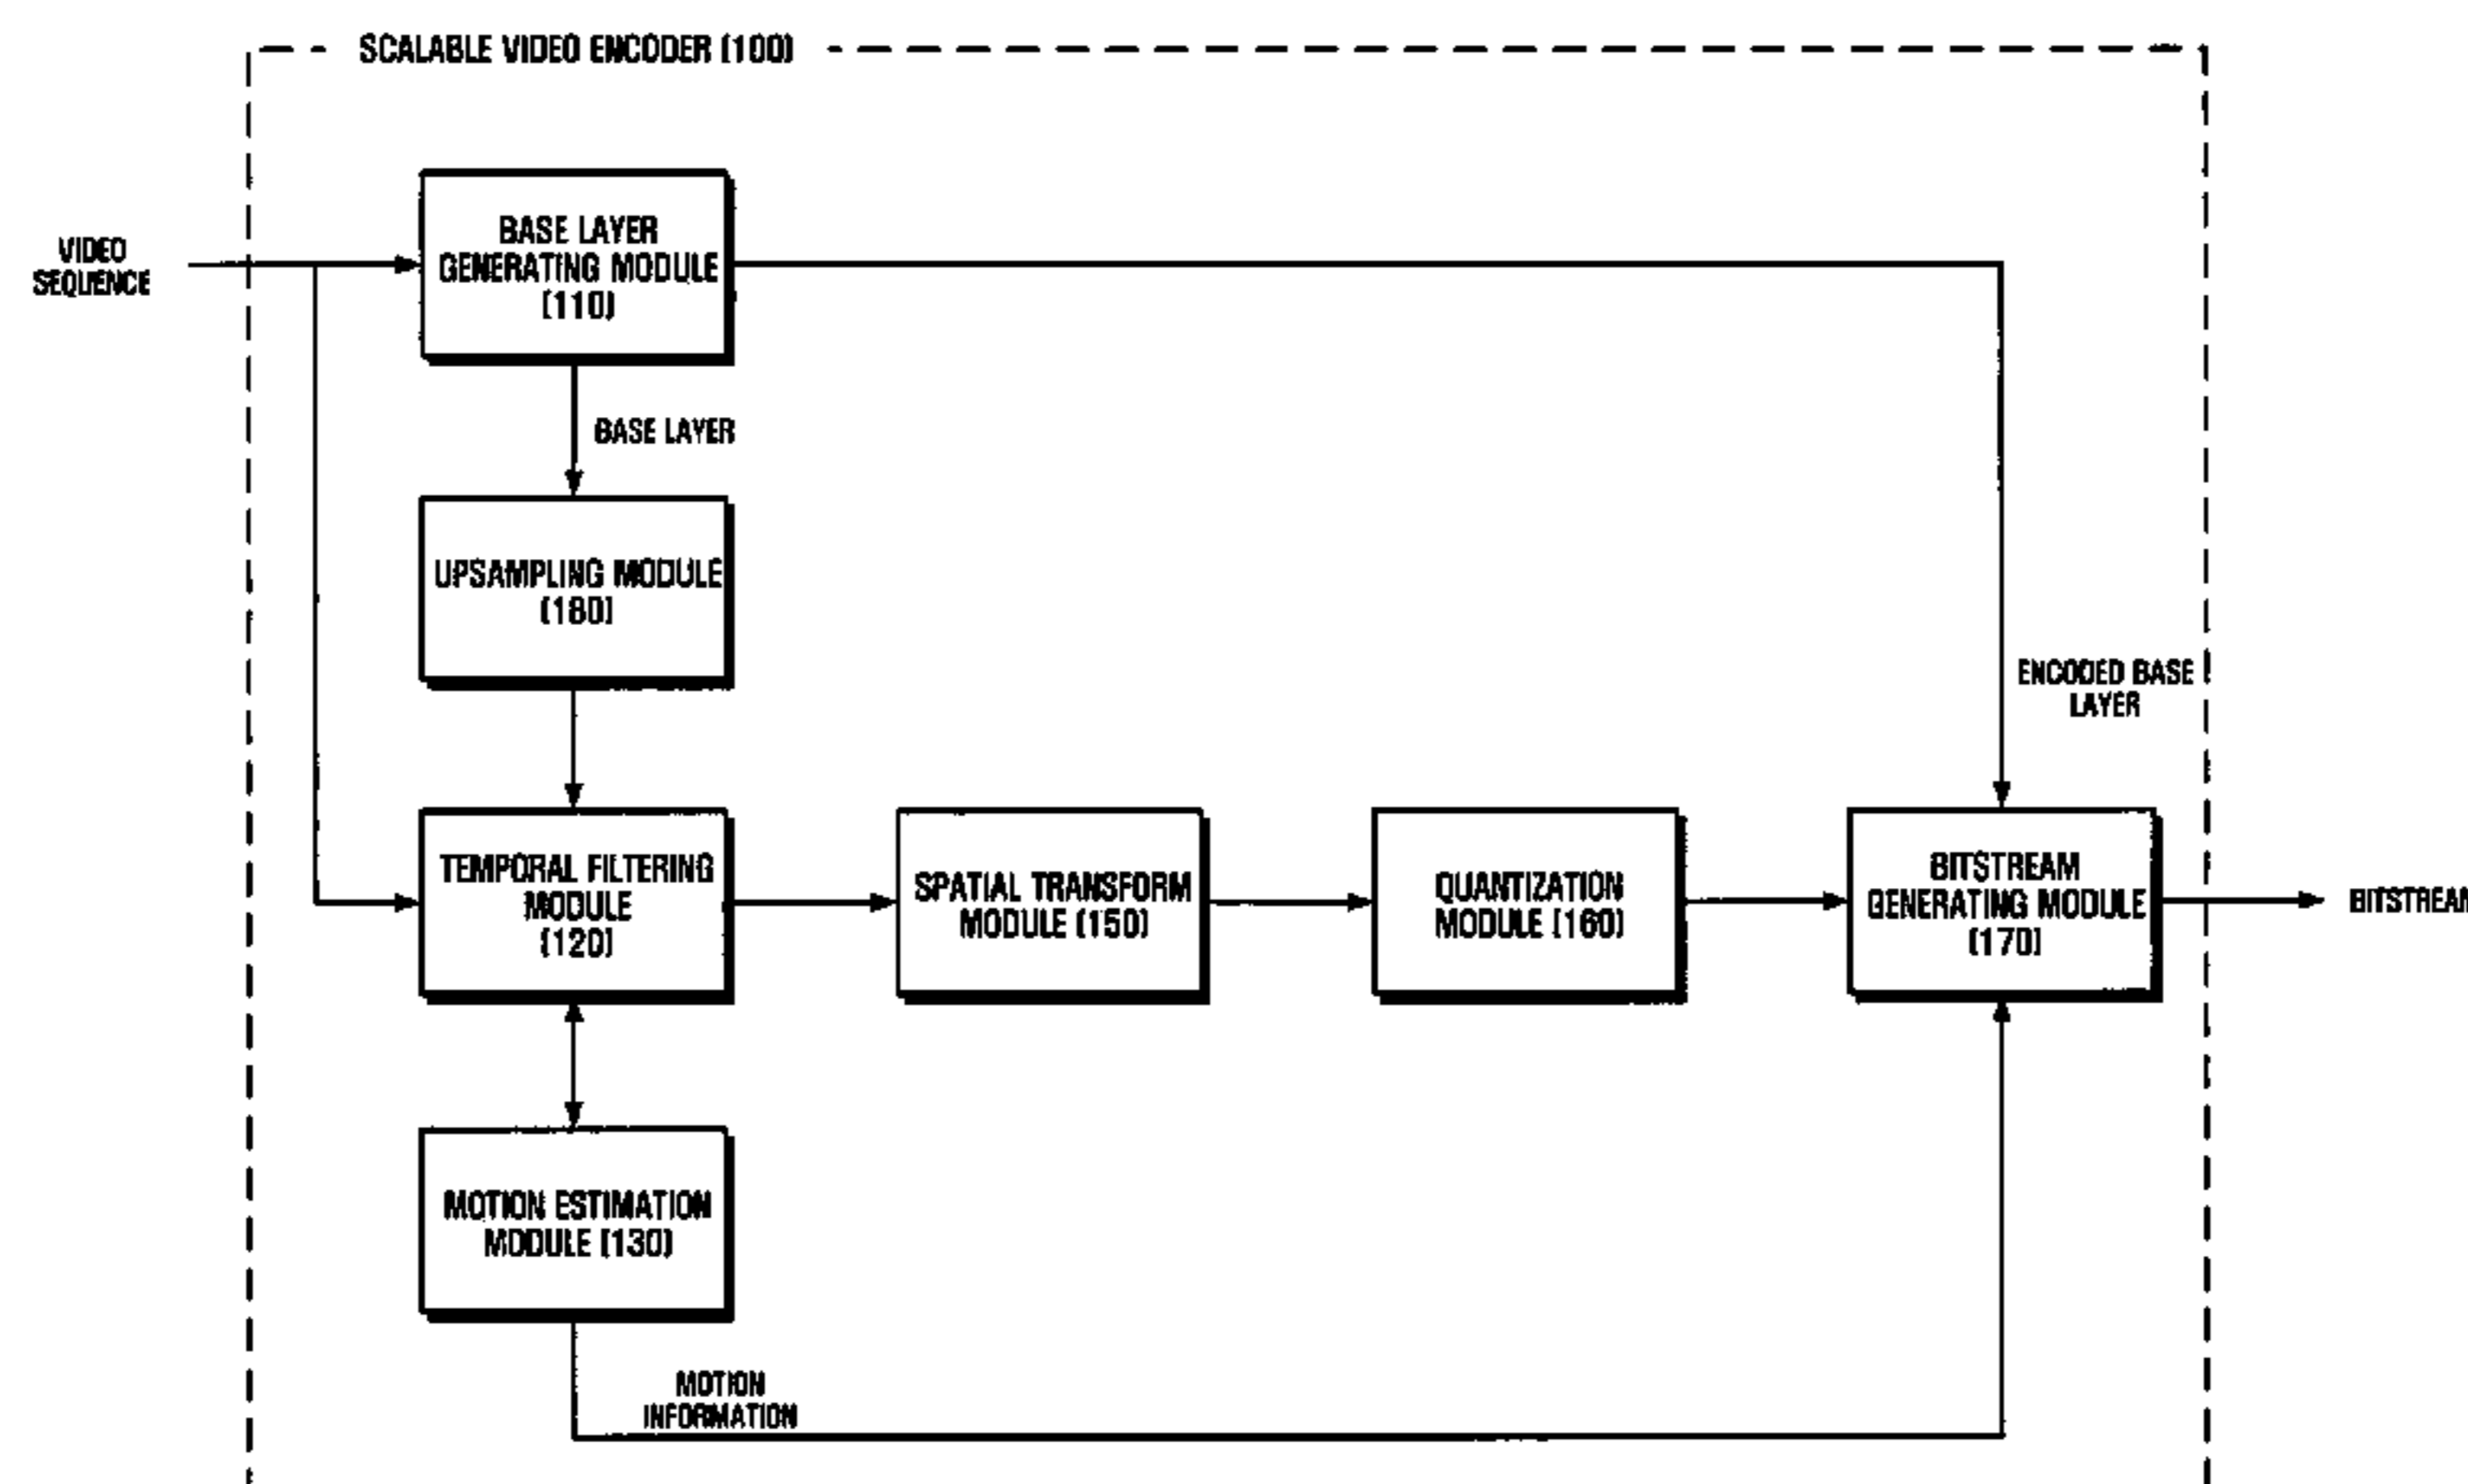 SCALABLE VIDEO ENCODER (100)
VIDEO
SEQUENCE
BASE LAYER
GENERATING MODULE
(110)
BASE LAYER
UPSAMPLING MODULE
(180)
ENCODED BASE
LAYER
TEMPORAL FILTERING
MODULE
(120)
SPATIAL TRANSFORM
MODULE (150)
QUANTIZATION
MODULE (160)
BITSTREAM
GENERATING MODULE
(170)
BITSTREAM
MOTION ESTIMATION
MODULE (130)
MOTION
INFORMATION